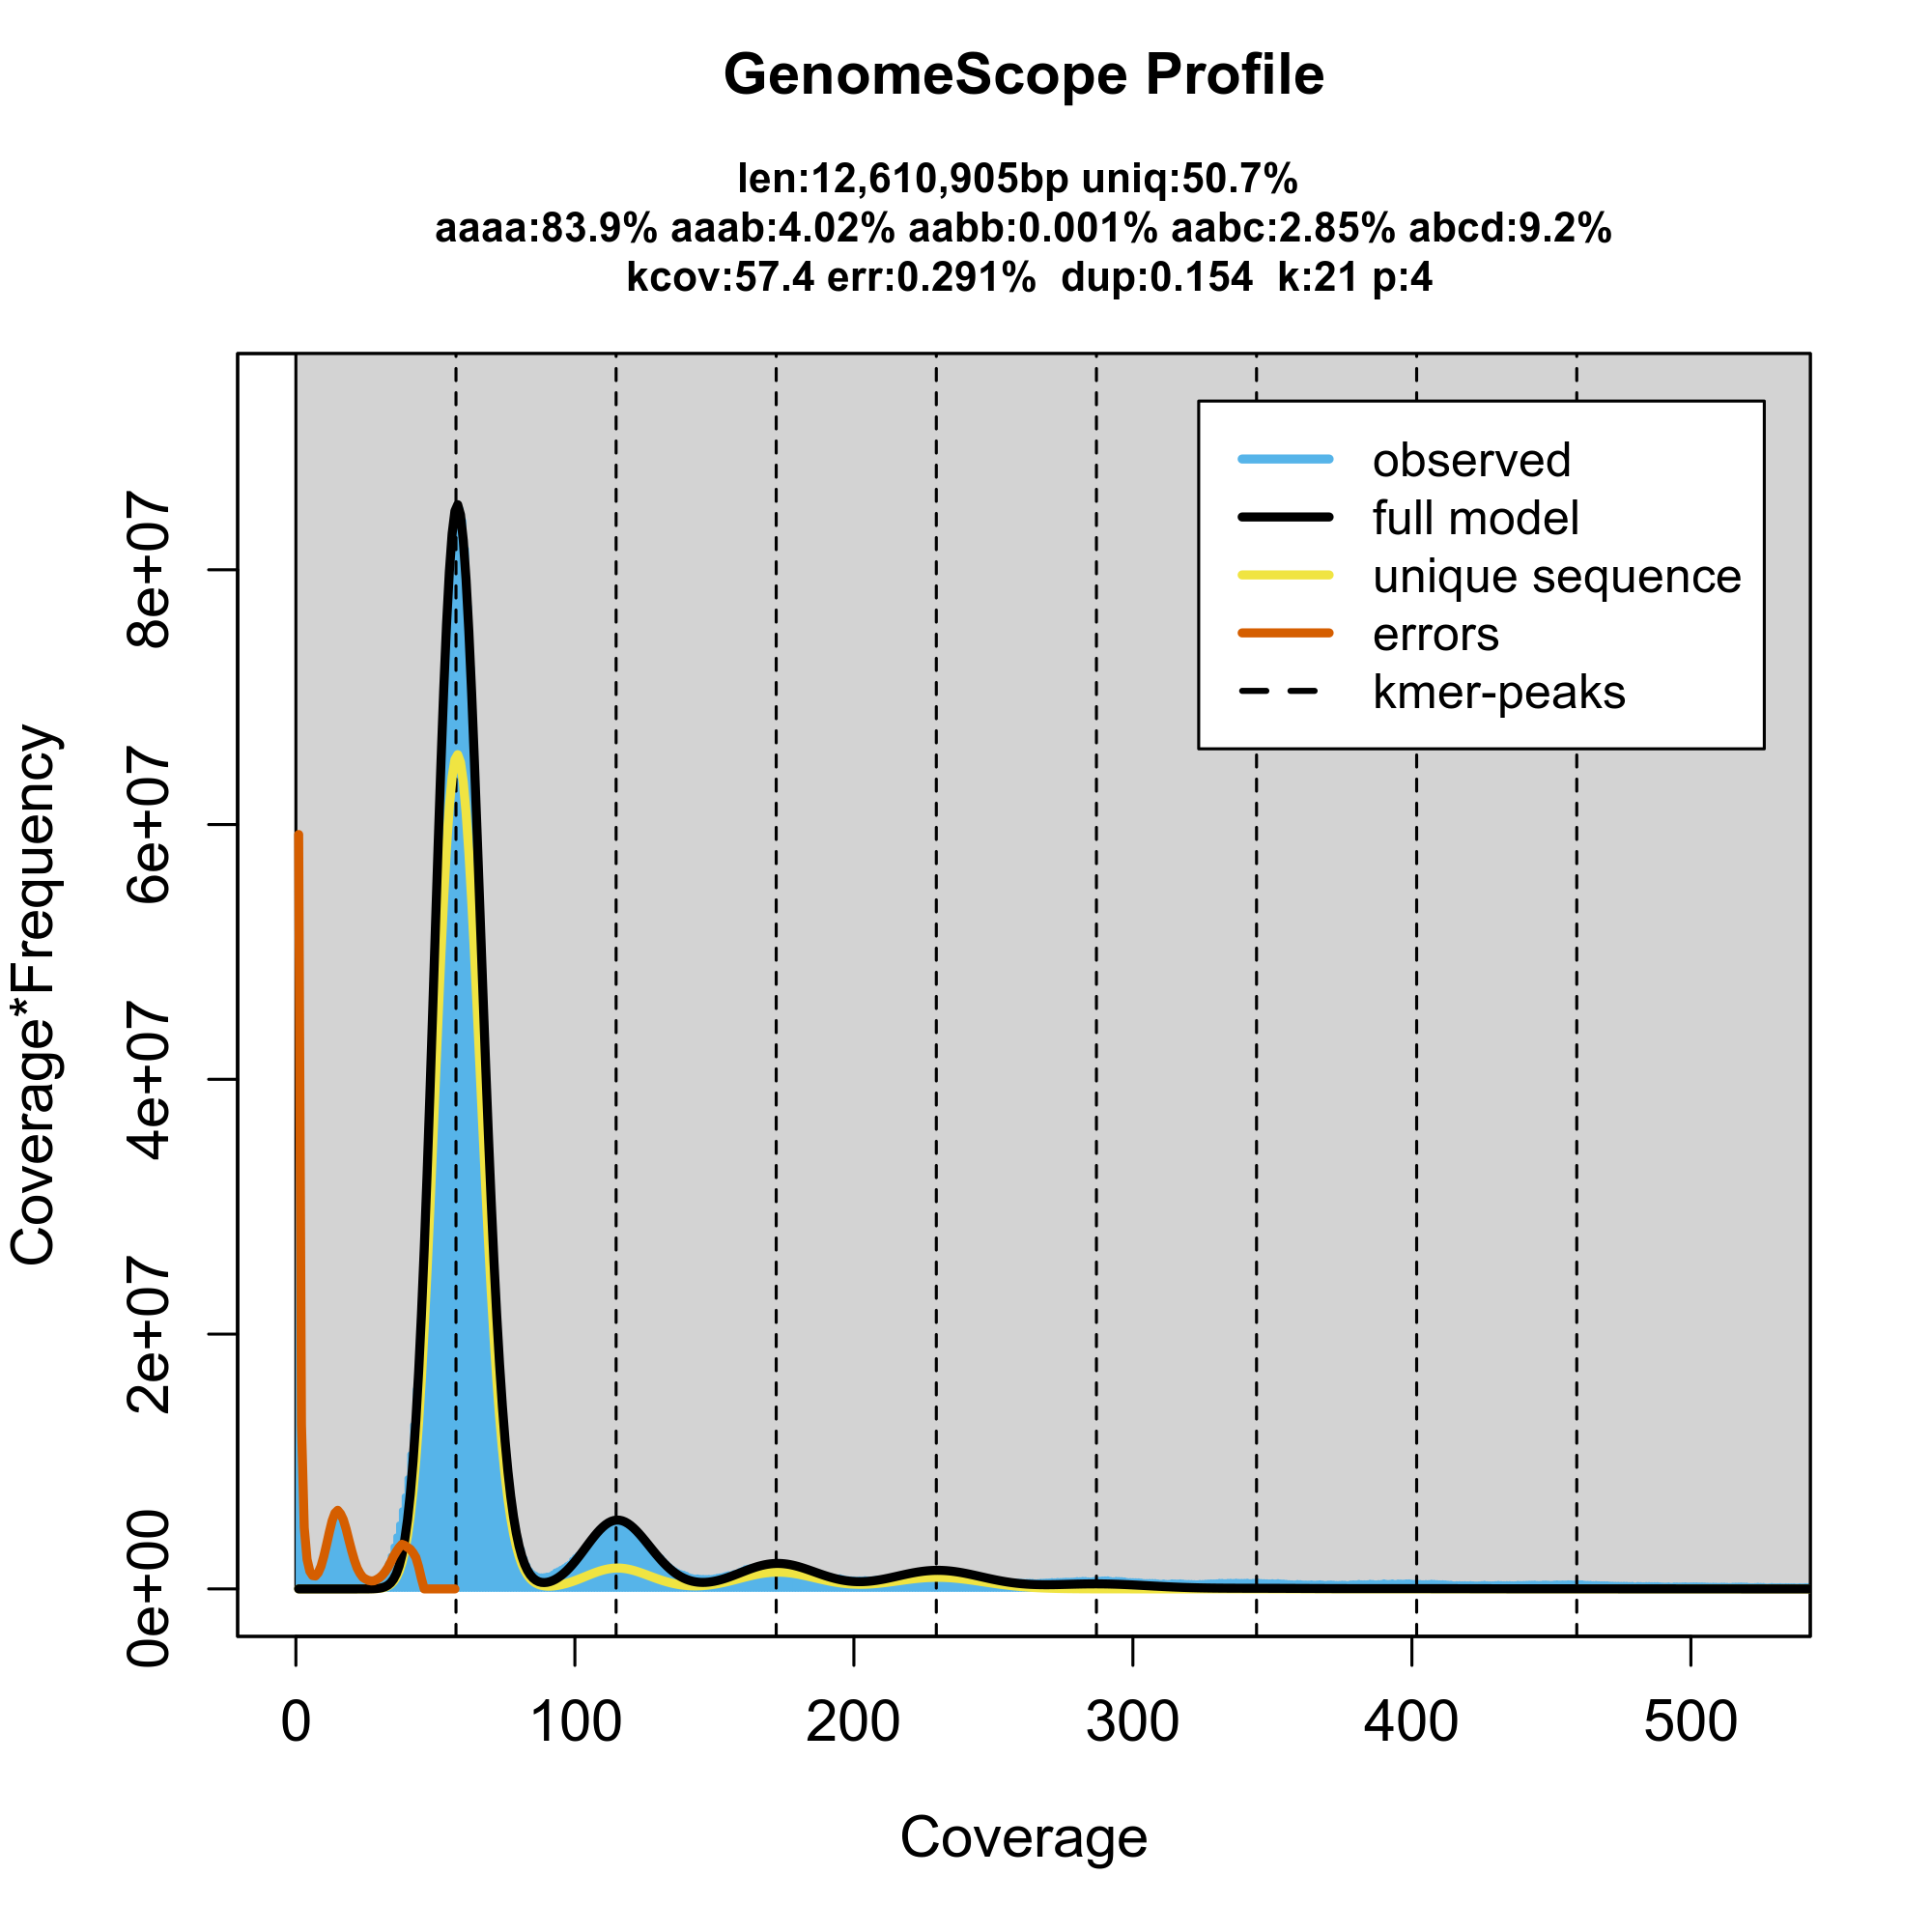 GenomeScope Profile
len:12,610,905bp uniq:50.7%
aaaa:83.9% aaab:4.02% aabb:0.001% aabc:2.85% abcd:9.2%
kcov:57.4 err:0.291% dup:0.154 k:21 p:4
observed
full model
unique sequence
errors
kmer-peaks
Coverage*Frequency
8e+07
6e+07
4e+07
2e+07
0e+00
0 100 200 300 400 500
Coverage